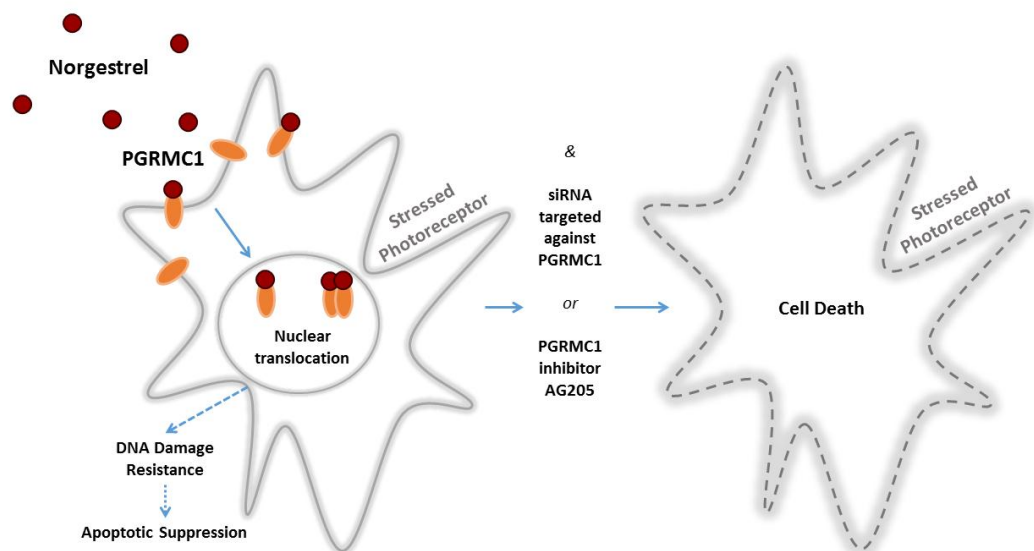 Norgestrel
PGRMC1
Stressed
Photoreceptor
Nuclear
translocation
DNA Damage
Resistance
Apoptotic Suppression
&
siRNA
targeted
against
PGRMC1
or
PGRMC1
inhibitor
AG205
Stressed
Photoreceptor
Cell Death